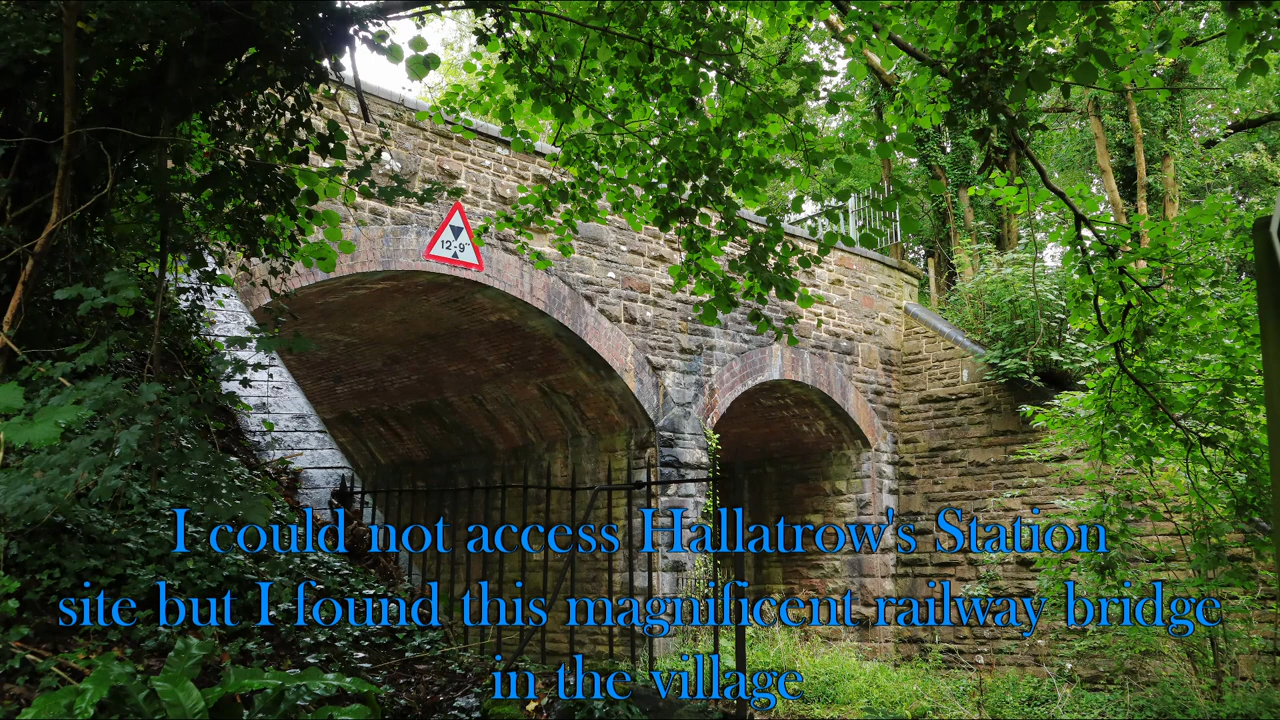 12'-9"
I could not access Hallatrow's Station
site but I found this magnificent railway bridge
in the village